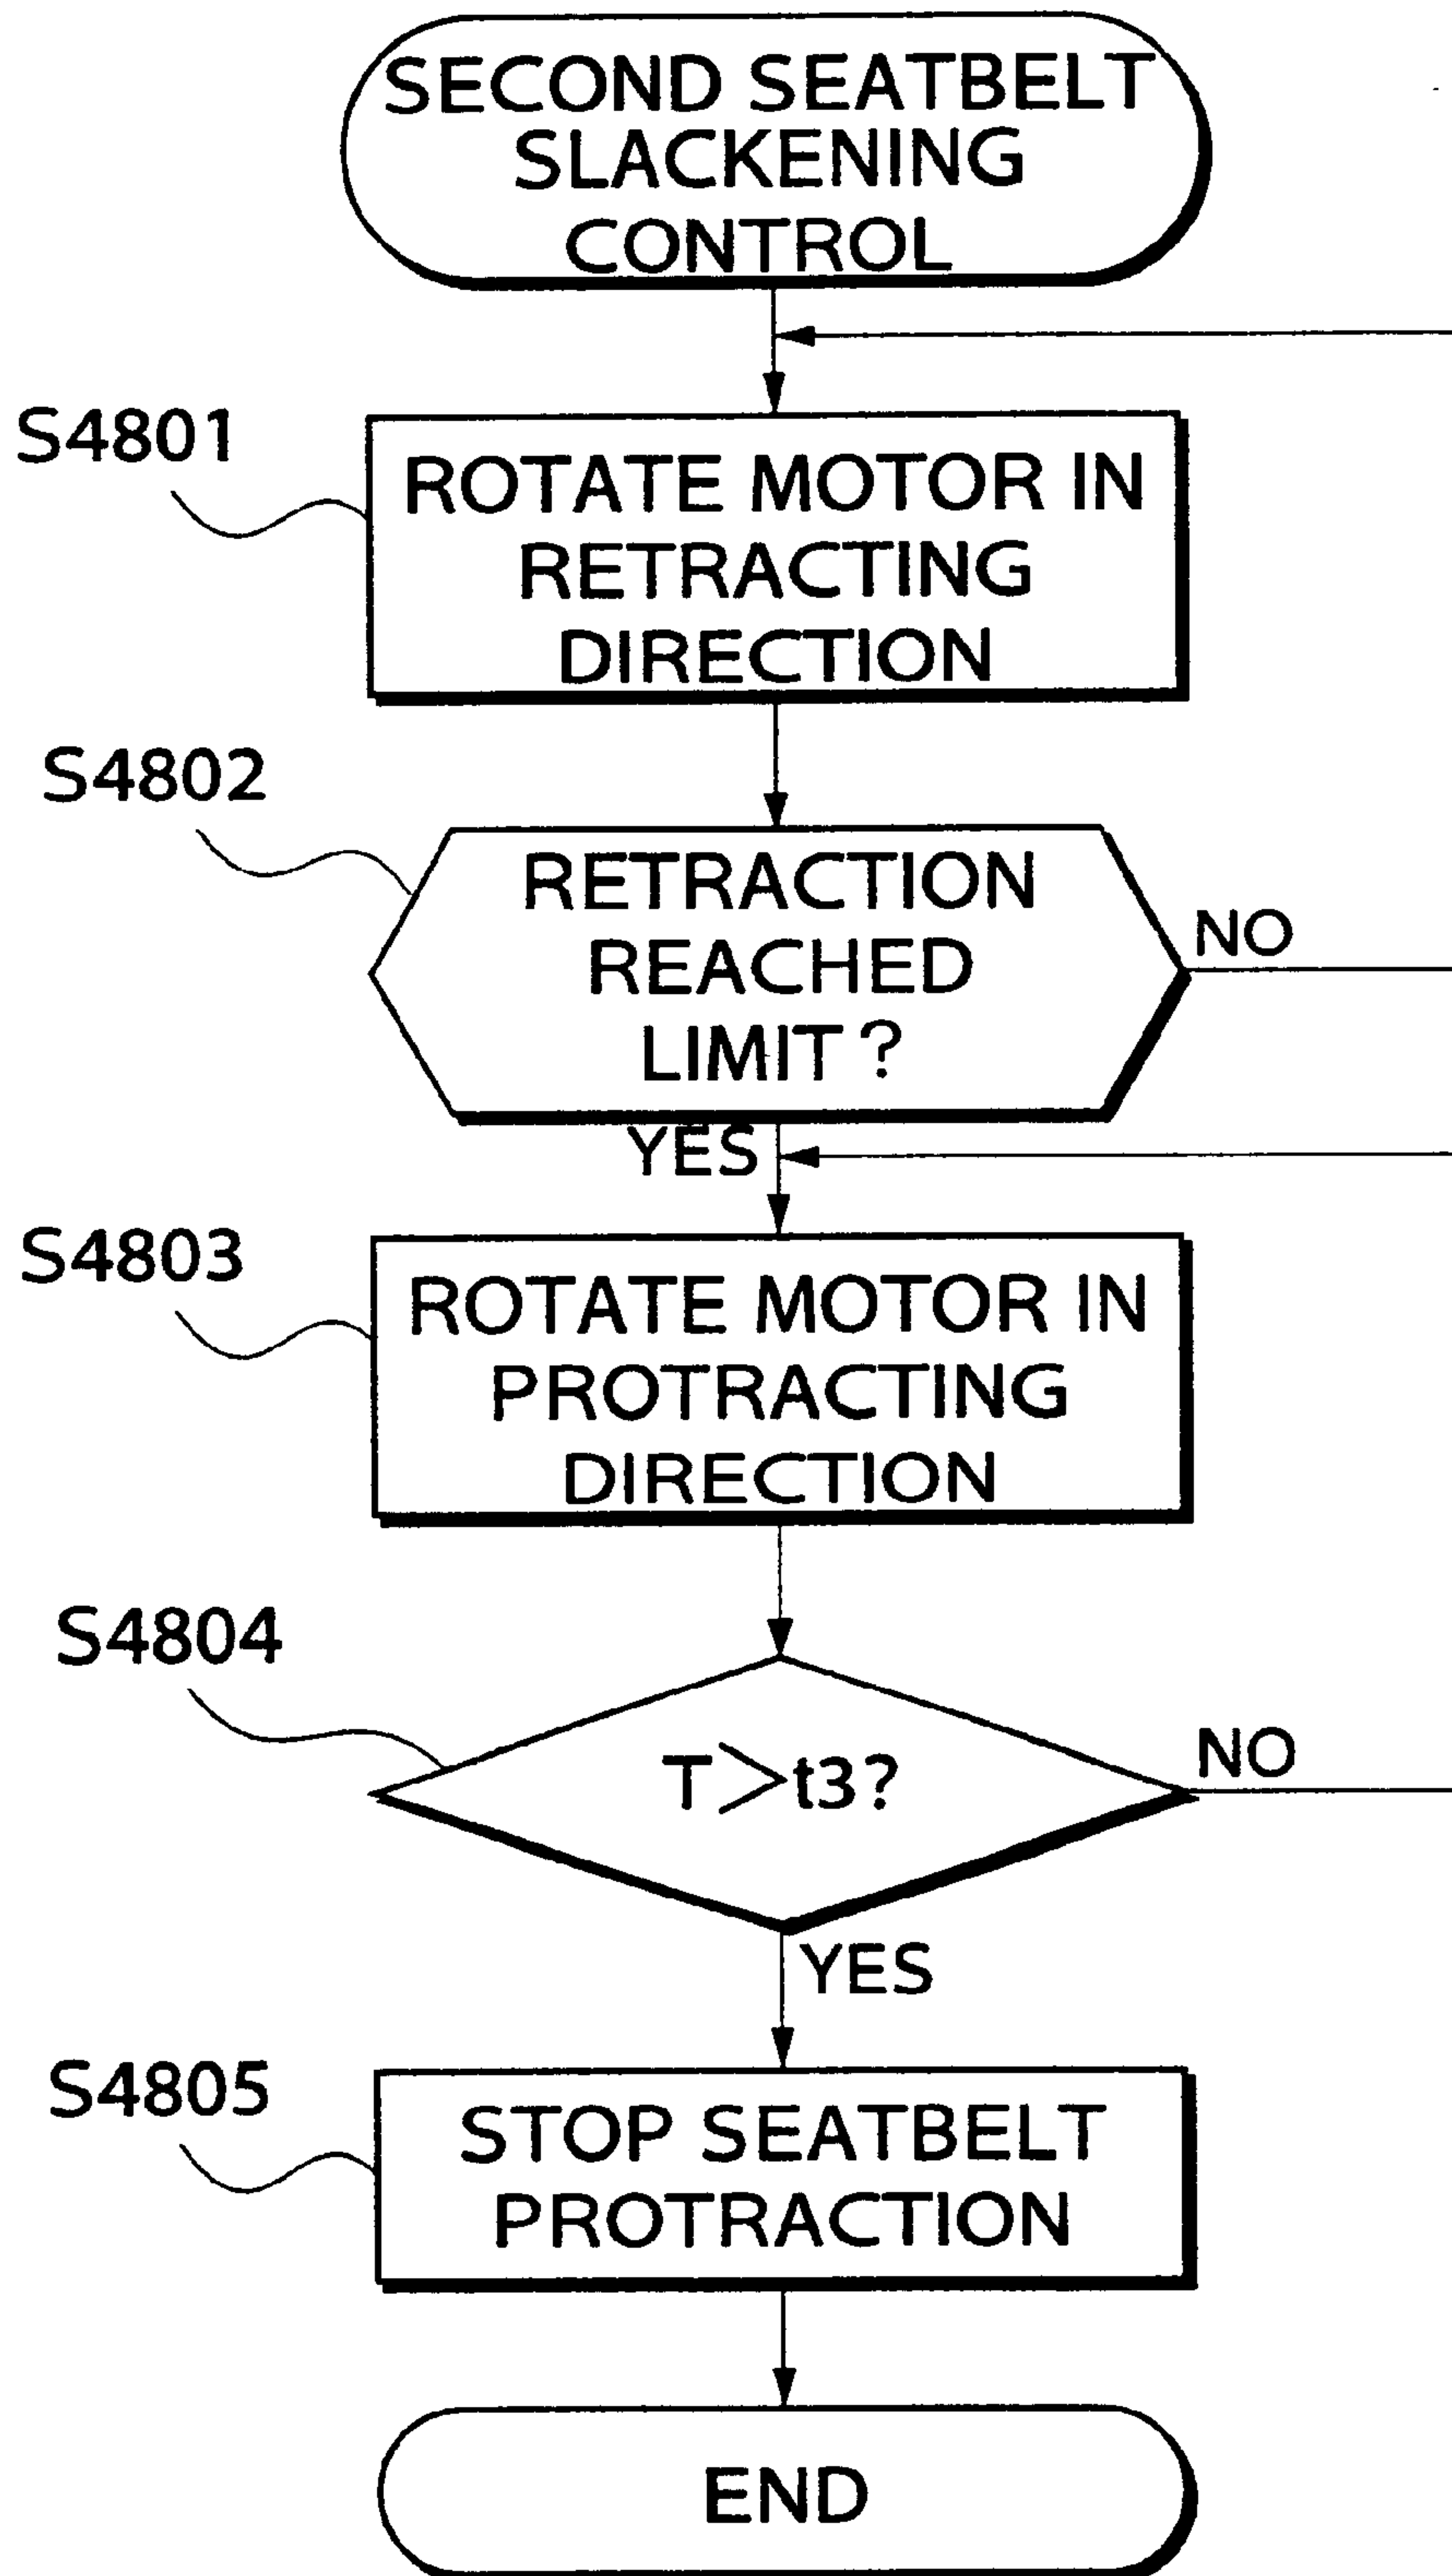 SECOND SEATBELT
SLACKENING
CONTROL
S4801
ROTATE MOTOR IN
RETRACTING
DIRECTION
S4802
RETRACTION
REACHED
LIMIT?
NO
YES
S4803
ROTATE MOTOR IN
PROTRACTING
DIRECTION
S4804
T>t3?
NO
YES
S4805
STOP SEATBELT
PROTRACTION
END